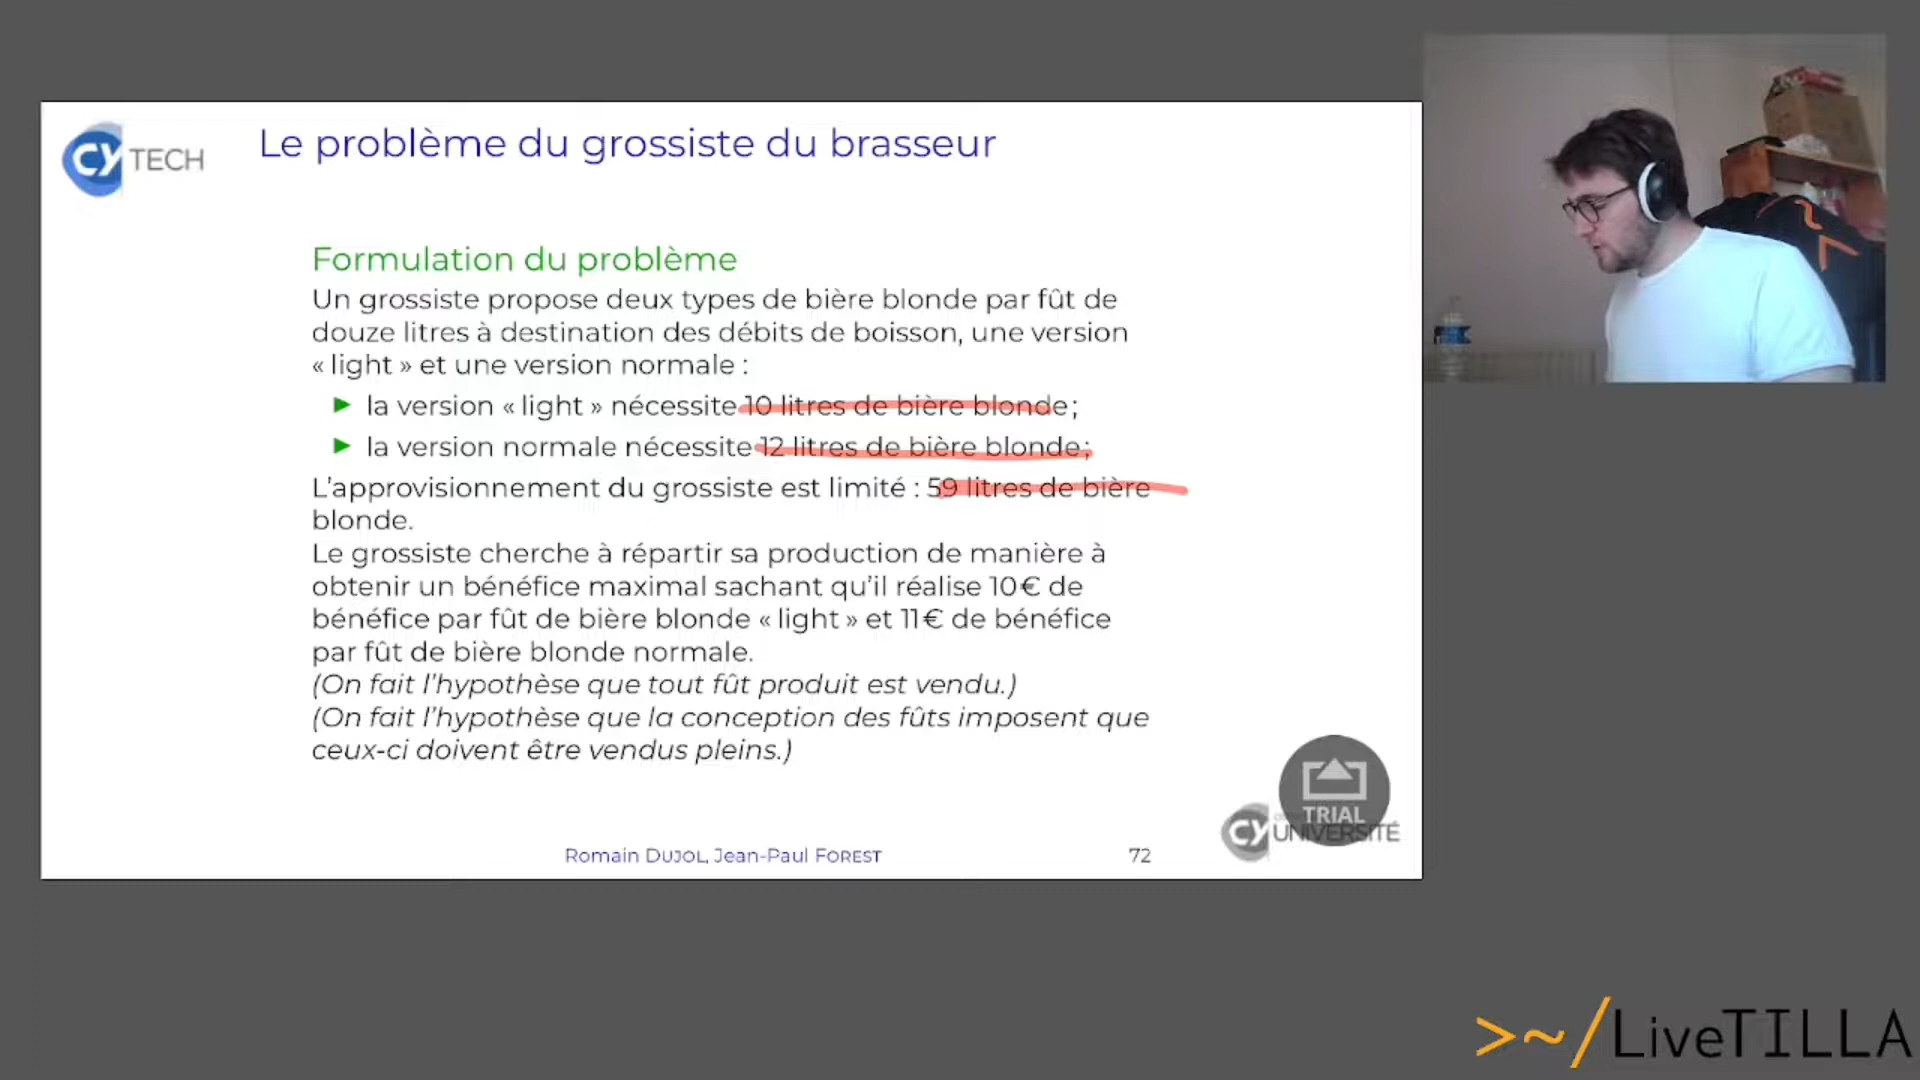 CY TECH
Le problème du grossiste du brasseur
Formulation du problème
Un grossiste propose deux types de bière blonde par fût de
douze litres à destination des débits de boisson, une version
« light » et une version normale :
► la version « light » nécessite 10 litres de bière blonde ;
► la version normale nécessite 12 litres de bière blonde ;
L'approvisionnement du grossiste est limité : 59 litres de bière
blonde.
Le grossiste cherche à répartir sa production de manière à
obtenir un bénéfice maximal sachant qu'il réalise 10 € de
bénéfice par fût de bière blonde « light » et 11 € de bénéfice
par fût de bière blonde normale.
(On fait l'hypothèse que tout fût produit est vendu.)
(On fait l'hypothèse que la conception des fûts imposent que
ceux-ci doivent être vendus pleins.)
TRIAL
CY UNIVERSITÉ
Romain DUJOL, Jean-Paul FOREST
72
>~/LiveTILLA